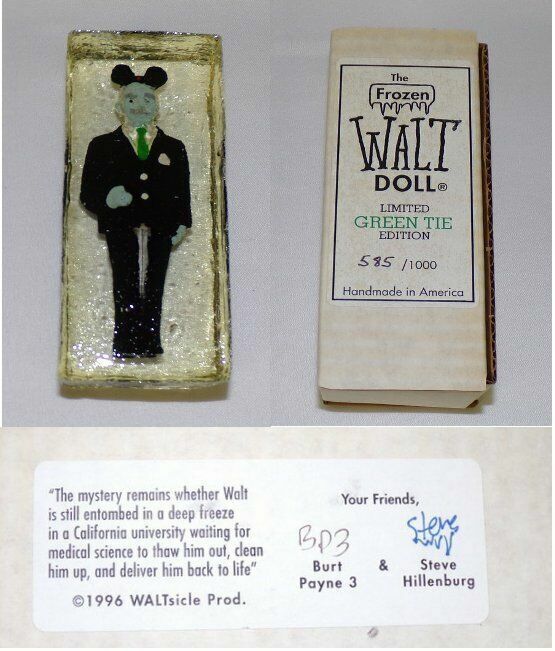 The
Frozen
WALT
DOLL®
LIMITED
GREEN TIE
EDITION
585 /1000
Handmade in America
"The mystery remains whether Walt
is still entombed in a deep freeze
in a California university waiting for
medical science to thaw him out, clean
him up, and deliver him back to life"
©1996 WALTsicle Prod.
Your Friends,
BP3
Steve
Burt & Steve
Payne 3 Hillenburg